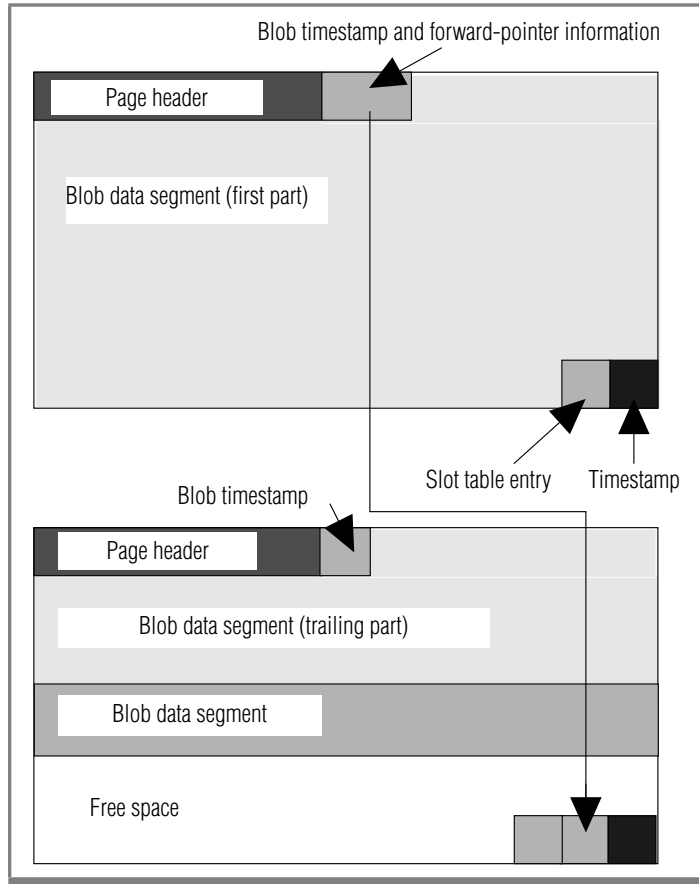 Blob timestamp and forward-pointer information
Page header
Blob data segment (first part)
Slot table entry
Timestamp
Blob timestamp
Page header
Blob data segment (trailing part)
Blob data segment
Free space